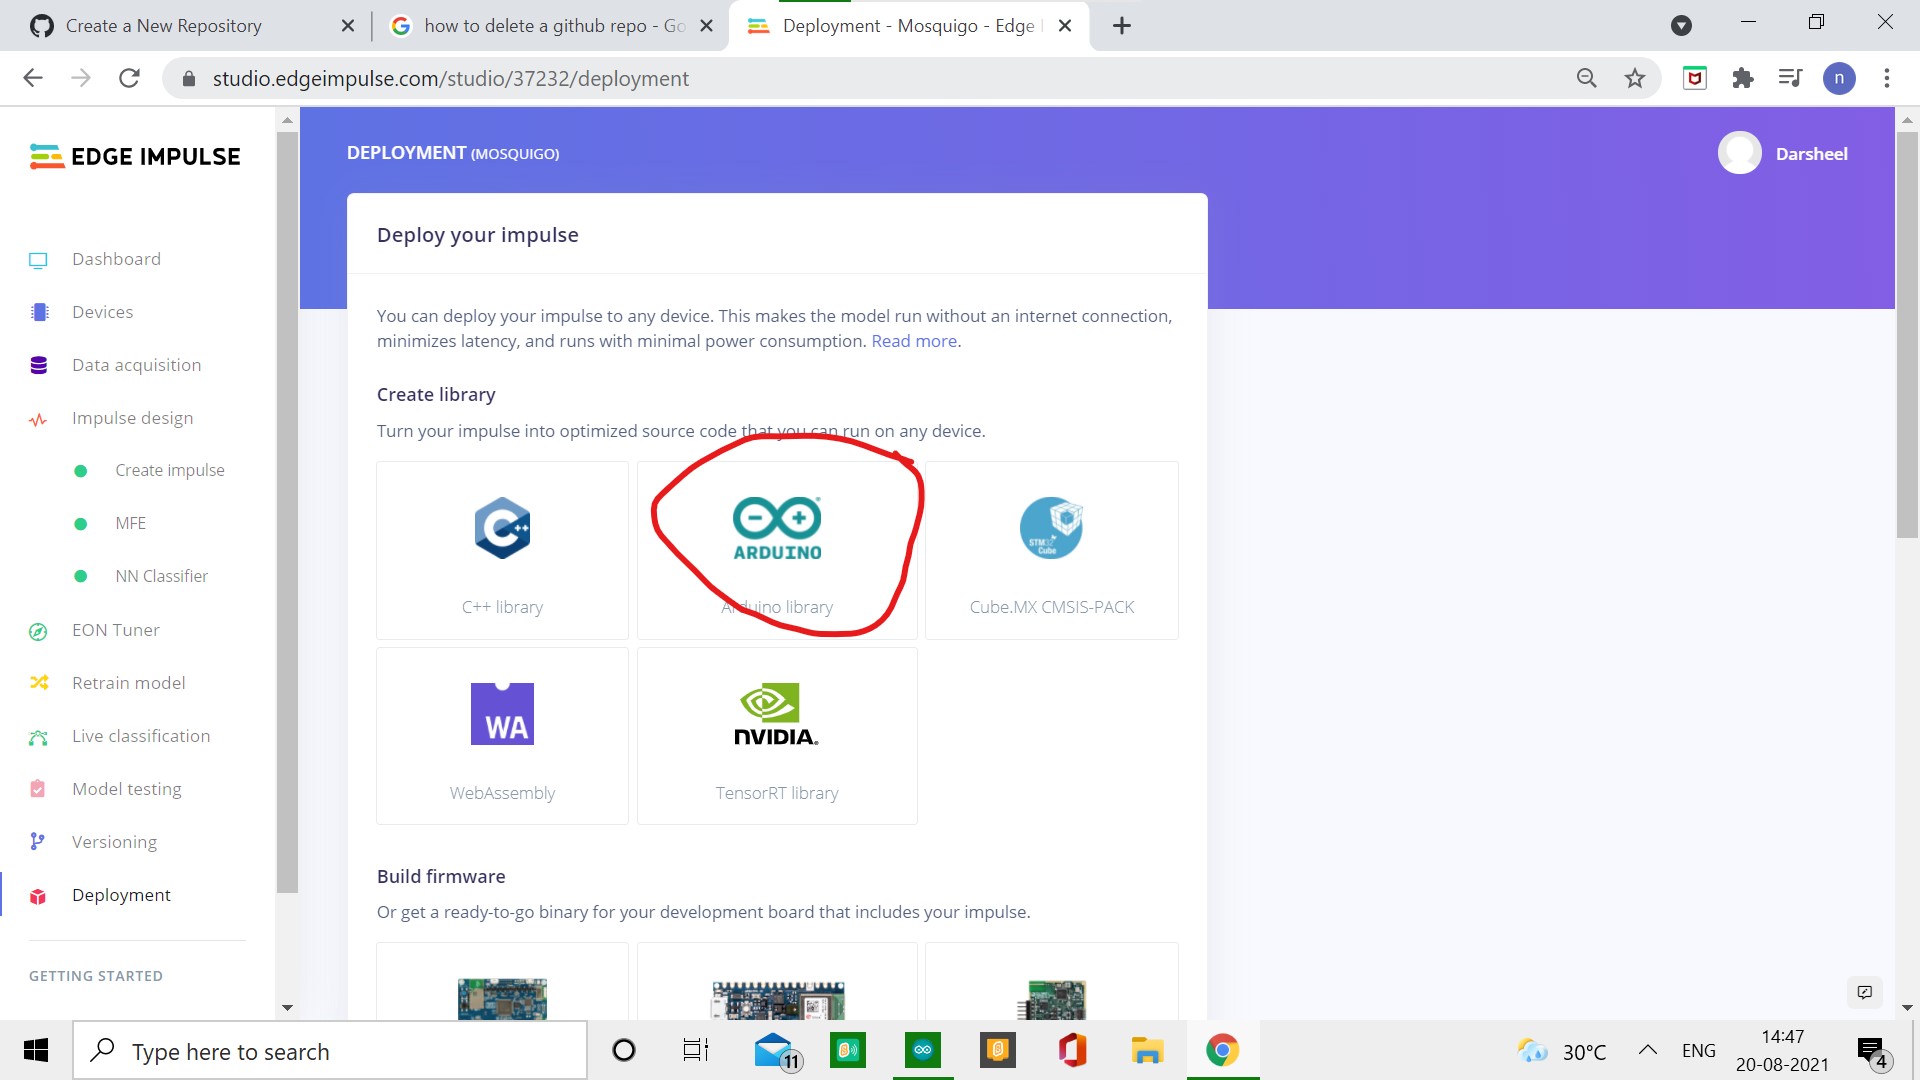 Create a New Repository
how to delete a github repo - Go
Deployment - Mosquigo - Edge I
studio.edgeimpulse.com/studio/37232/deployment
n
EDGE IMPULSE
DEPLOYMENT (MOSQUIGO)
Darsheel
Dashboard
Devices
Data acquisition
Impulse design
Create impulse
MFE
NN Classifier
EON Tuner
Retrain model
Live classification
Model testing
Versioning
Deployment
GETTING STARTED
Deploy your impulse
You can deploy your impulse to any device. This makes the model run without an internet connection,
minimizes latency, and runs with minimal power consumption. Read more.
Create library
Turn your impulse into optimized source code that you can run on any device.
C++
C++ library
ARDUINO
Arduino library
STM32
Cube
Cube.MX CMSIS-PACK
WA
WebAssembly
NVIDIA.
TensorRT library
Build firmware
Or get a ready-to-go binary for your development board that includes your impulse.
Type here to search
11
30°C
ENG
14:47
20-08-2021
4